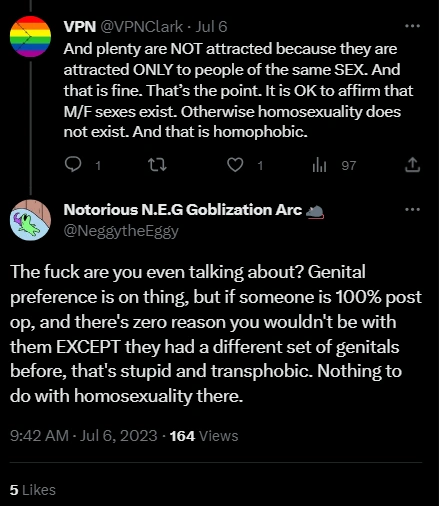 VPN @VPNClark · Jul 6
And plenty are NOT attracted because they are
attracted ONLY to people of the same SEX. And
that is fine. That's the point. It is OK to affirm that
M/F sexes exist. Otherwise homosexuality does
not exist. And that is homophobic.
1 1 97
Notorious N.E.G Goblization Arc
@NeggytheEggy
The fuck are you even talking about? Genital
preference is on thing, but if someone is 100% post
op, and there's zero reason you wouldn't be with
them EXCEPT they had a different set of genitals
before, that's stupid and transphobic. Nothing to
do with homosexuality there.
9:42 AM · Jul 6, 2023 · 164 Views
5 Likes